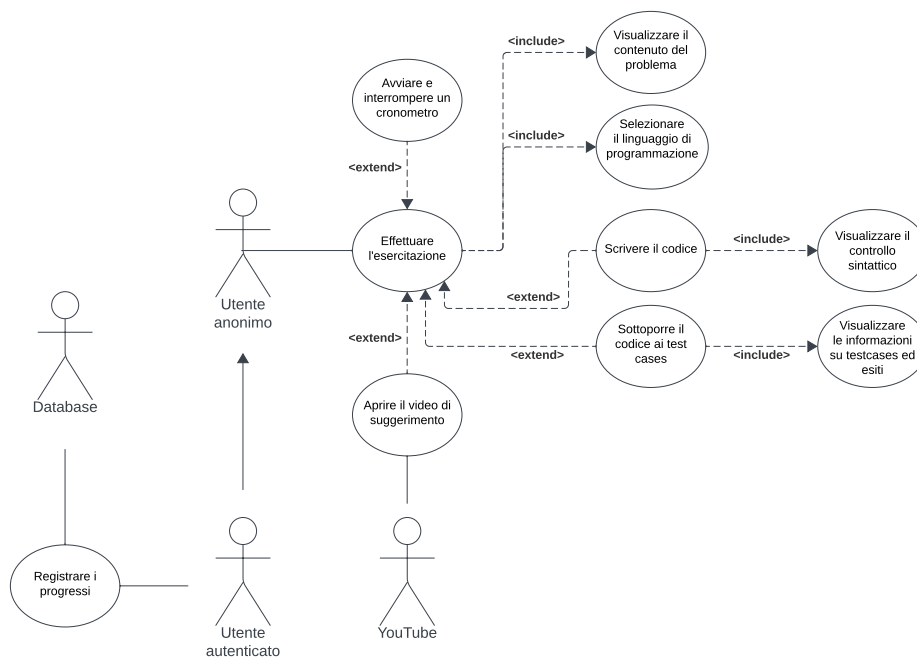 Visualizzare il
contenuto del
problema
<include>
Avviare e
interrompere un
cronometro
Selezionare
il linguaggio di
programmazione
<include>
<extend>
Effettuare
l'esercitazione
Scrivere il codice
<include>
Visualizzare il
controllo
sintattico
Utente
anonimo
<extend>
<extend>
Sottoporre il
codice ai test
cases
<extend>
<include>
Visualizzare
le informazioni
su testcases ed
esiti
Database
Aprire il video di
suggerimento
Registrare i
progressi
Utente
autenticato
YouTube